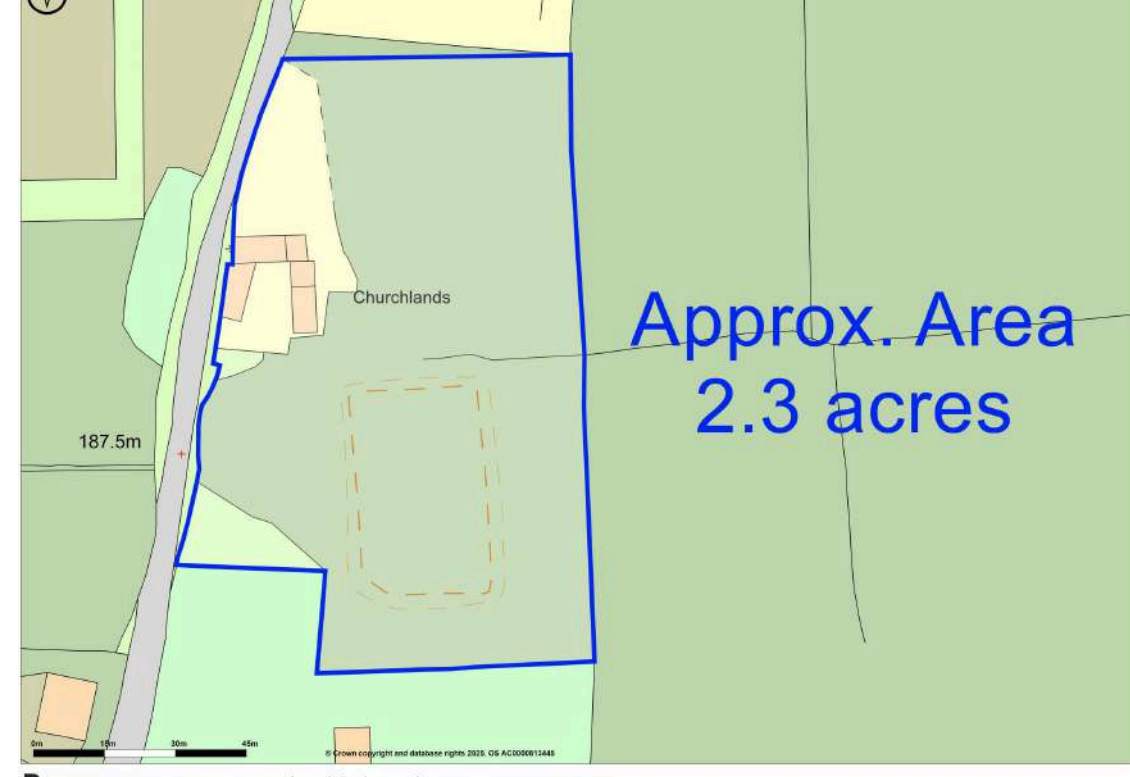 Churchlands
Approx. Area
2.3 acres
187.5m
0m 15m 30m 45m
© Crown copyright and database rights 2025. OS AC0000813445